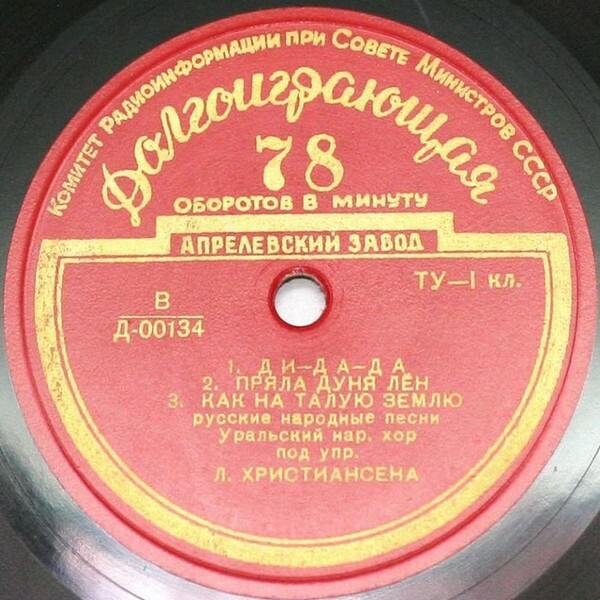 Комитет Радиоинформации при Совете Министров СССР
Долгоиграющая
78
ОБОРОТОВ В МИНУТУ
АПРЕЛЕВСКИЙ ЗАВОД
ТУ—I кл.
В
Д-00134
1. ДИ-ДА-ДА
2. ПРЯЛА ДУНЯ ЛЁН
3. КАК НА ТАЛУЮ ЗЕМЛЮ
русские народные песни
Уральский нар. хор
под упр.
Л. ХРИСТИАНСЕНА